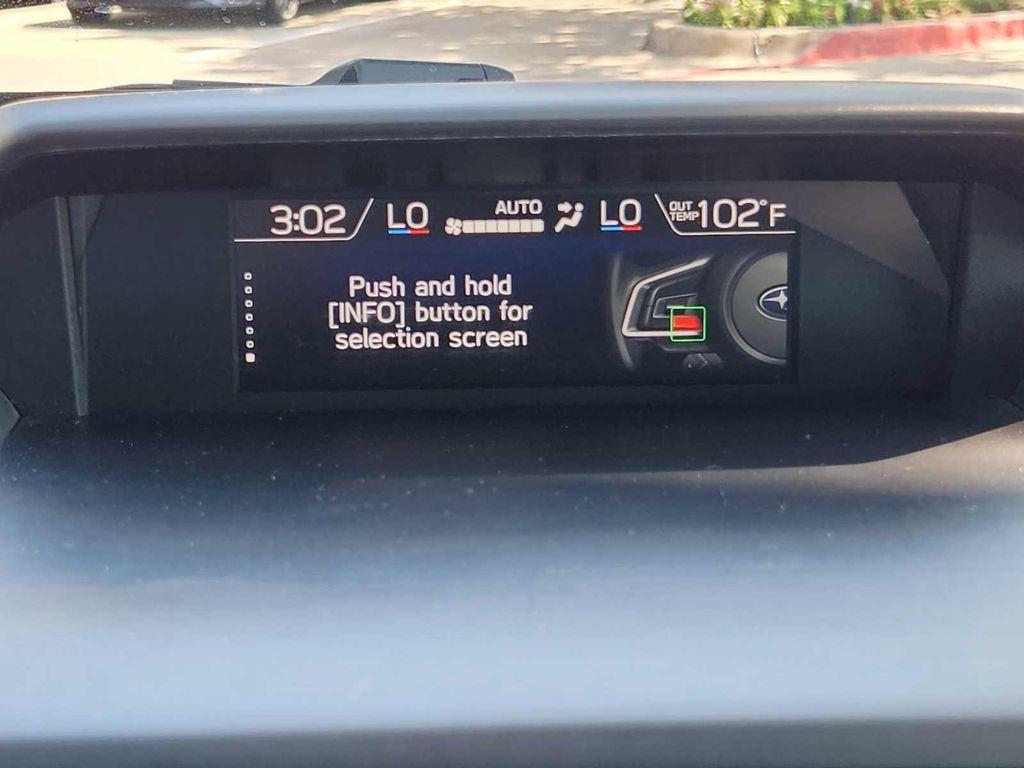 3:02 LO AUTO LO OUT TEMP 102°F
Push and hold
[INFO] button for
selection screen